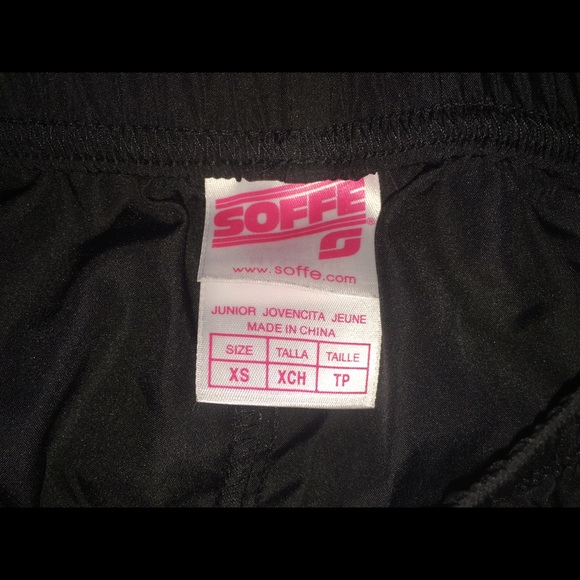 SOFFE®
www.soffe.com
JUNIOR JOVENCITA JEUNE
MADE IN CHINA
SIZE TALLA TAILLE
XS XCH TP